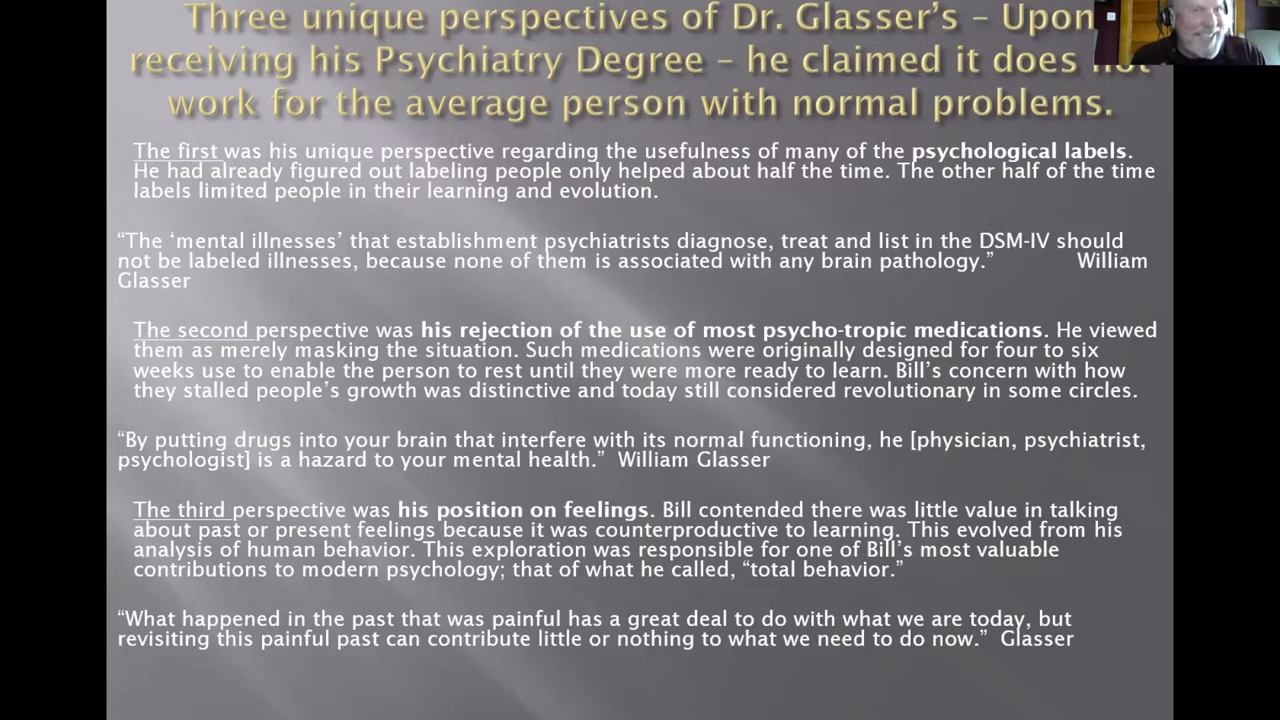 Three unique perspectives of Dr. Glasser’s – Upon
receiving his Psychiatry Degree – he claimed it does not
work for the average person with normal problems.
The first was his unique perspective regarding the usefulness of many of the psychological labels.
He had already figured out labeling people only helped about half the time. The other half of the time
labels limited people in their learning and evolution.
“The ‘mental illnesses’ that establishment psychiatrists diagnose, treat and list in the DSM-IV should
not be labeled illnesses, because none of them is associated with any brain pathology.” William
Glasser
The second perspective was his rejection of the use of most psycho-tropic medications. He viewed
them as merely masking the situation. Such medications were originally designed for four to six
weeks use to enable the person to rest until they were more ready to learn. Bill’s concern with how
they stalled people’s growth was distinctive and today still considered revolutionary in some circles.
“By putting drugs into your brain that interfere with its normal functioning, he [physician, psychiatrist,
psychologist] is a hazard to your mental health.” William Glasser
The third perspective was his position on feelings. Bill contended there was little value in talking
about past or present feelings because it was counterproductive to learning. This evolved from his
analysis of human behavior. This exploration was responsible for one of Bill’s most valuable
contributions to modern psychology; that of what he called, “total behavior.”
“What happened in the past that was painful has a great deal to do with what we are today, but
revisiting this painful past can contribute little or nothing to what we need to do now.” Glasser